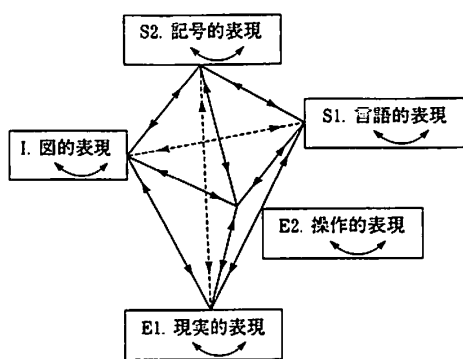 S2. 記号的表現
S1. 言語的表現
I. 図的表現
E2. 操作的表現
E1. 現実的表現